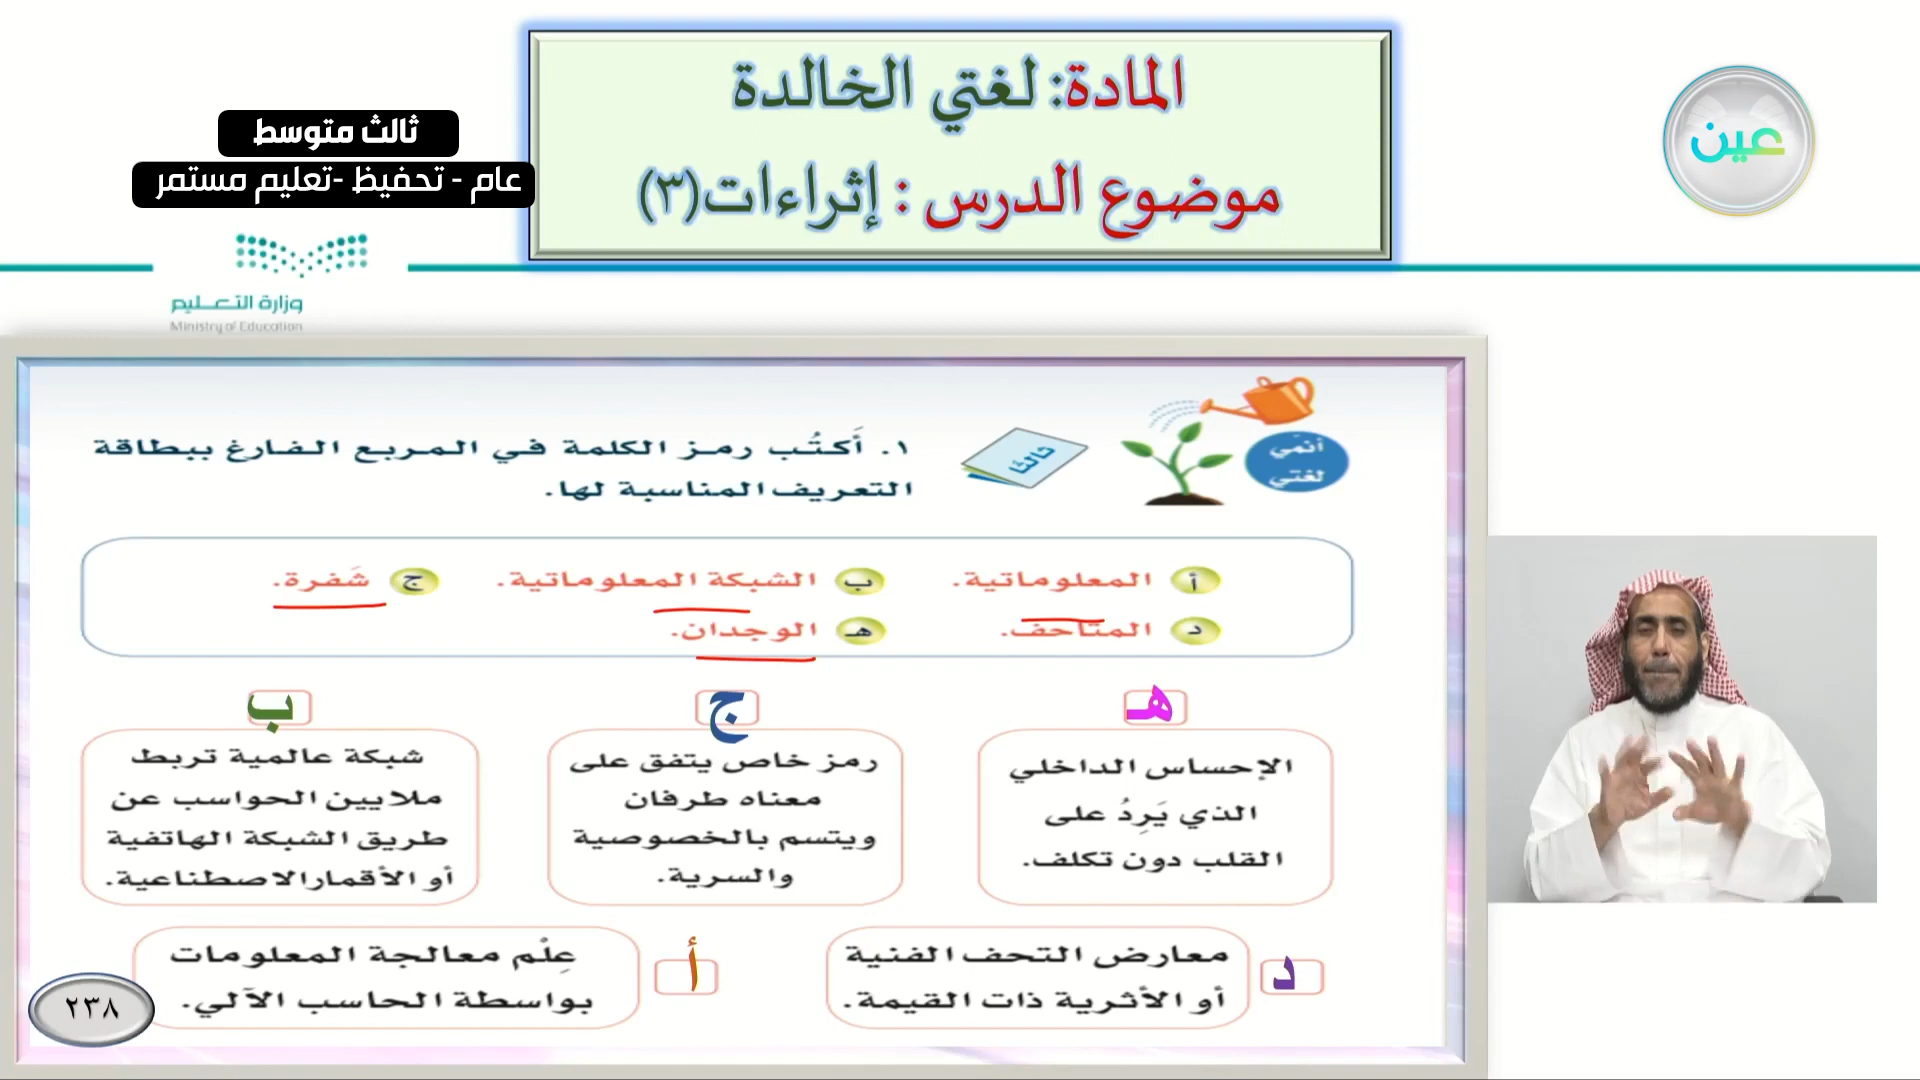 المادة: لغتي الخالدة
موضوع الدرس : إثراءات(٣)
عين
ثالث متوسط
عام - تحفيظ -تعليم مستمر
وزارة التعـــليم
Ministry of Education
أنمّي
لغتي
ثالثًا
١. أَكتُب رمز الكلمة في المربع الفارغ ببطاقة
التعريف المناسبة لها.
أ المعلوماتية. ب الشبكة المعلوماتية. ج شَفرة.
د المتاحف. هـ الوجدان.
هـ ج ب
الإحساس الداخلي
الذي يَرِدُ على
القلب دون تكلف.
رمز خاص يتفق على
معناه طرفان
ويتسم بالخصوصية
والسرية.
شبكة عالمية تربط
ملايين الحواسب عن
طريق الشبكة الهاتفية
أو الأقمار الاصطناعية.
د
معارض التحف الفنية
أو الأثرية ذات القيمة.
أ
عِلْم معالجة المعلومات
بواسطة الحاسب الآلي.
٢٣٨